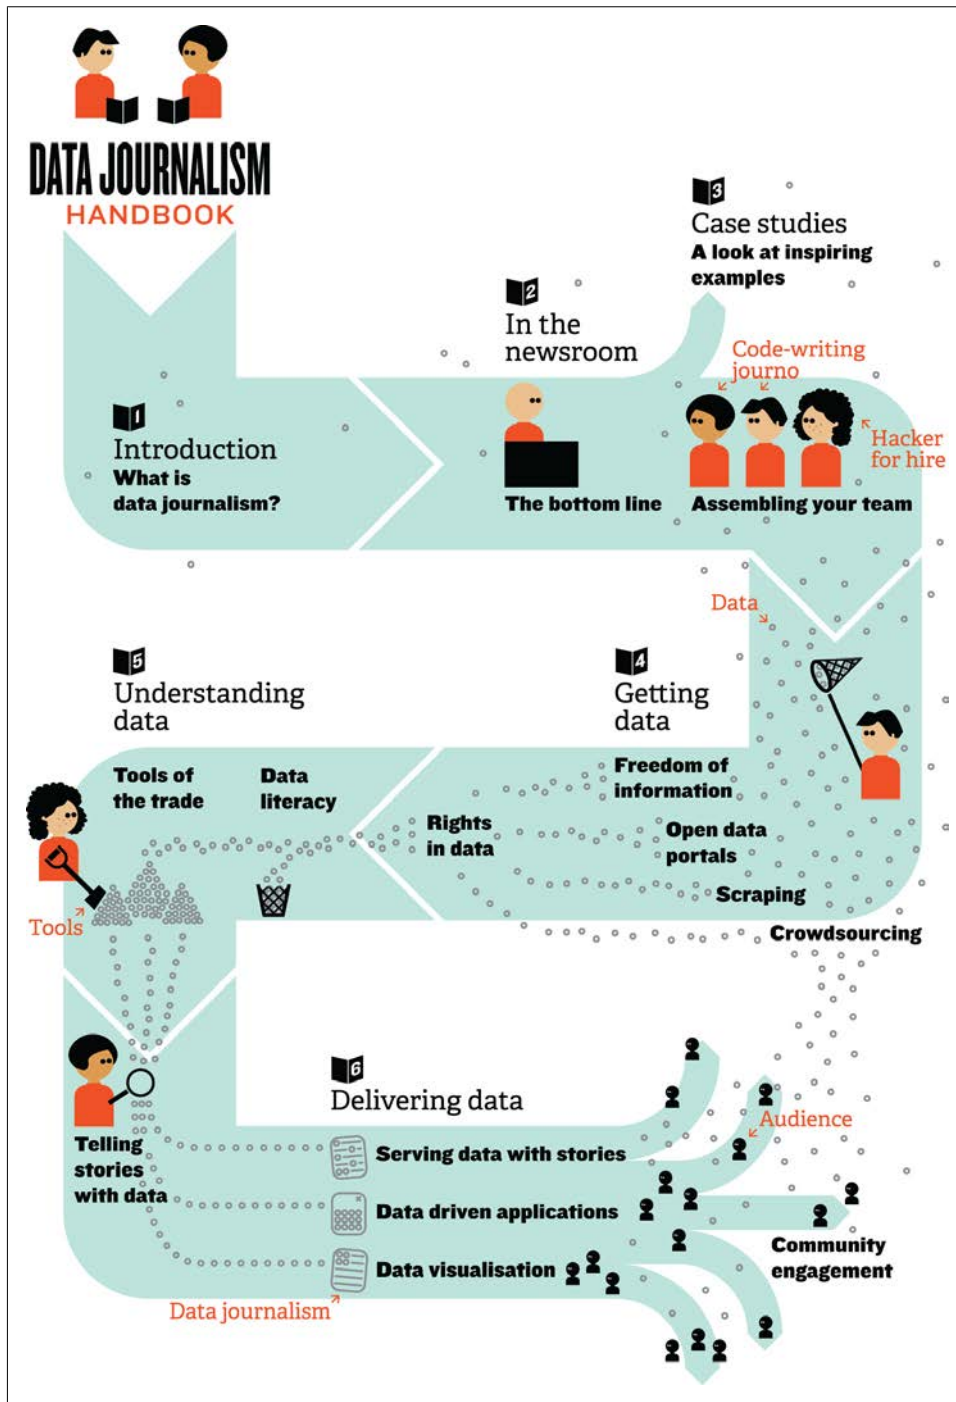 DATA JOURNALISM
HANDBOOK
1
Introduction
What is
data journalism?
2
In the
newsroom
The bottom line
3
Case studies
A look at inspiring
examples
Code-writing
journo
Hacker
for hire
Assembling your team
Data
4
Getting
data
Freedom of
information
Open data
portals
Scraping
Crowdsourcing
Rights
in data
5
Understanding
data
Tools of
the trade
Data
literacy
Tools
Telling
stories
with data
6
Delivering data
Serving data with stories
Data driven applications
Data visualisation
Data journalism
Audience
Community
engagement